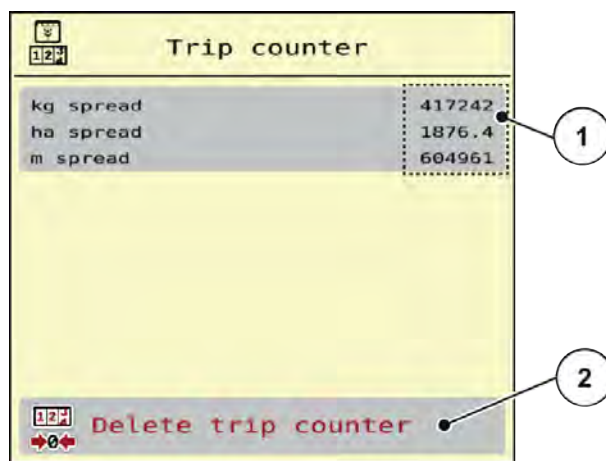 Trip counter
kg spread 417242
ha spread 1876.4
m spread 604961
1
Delete trip counter
2